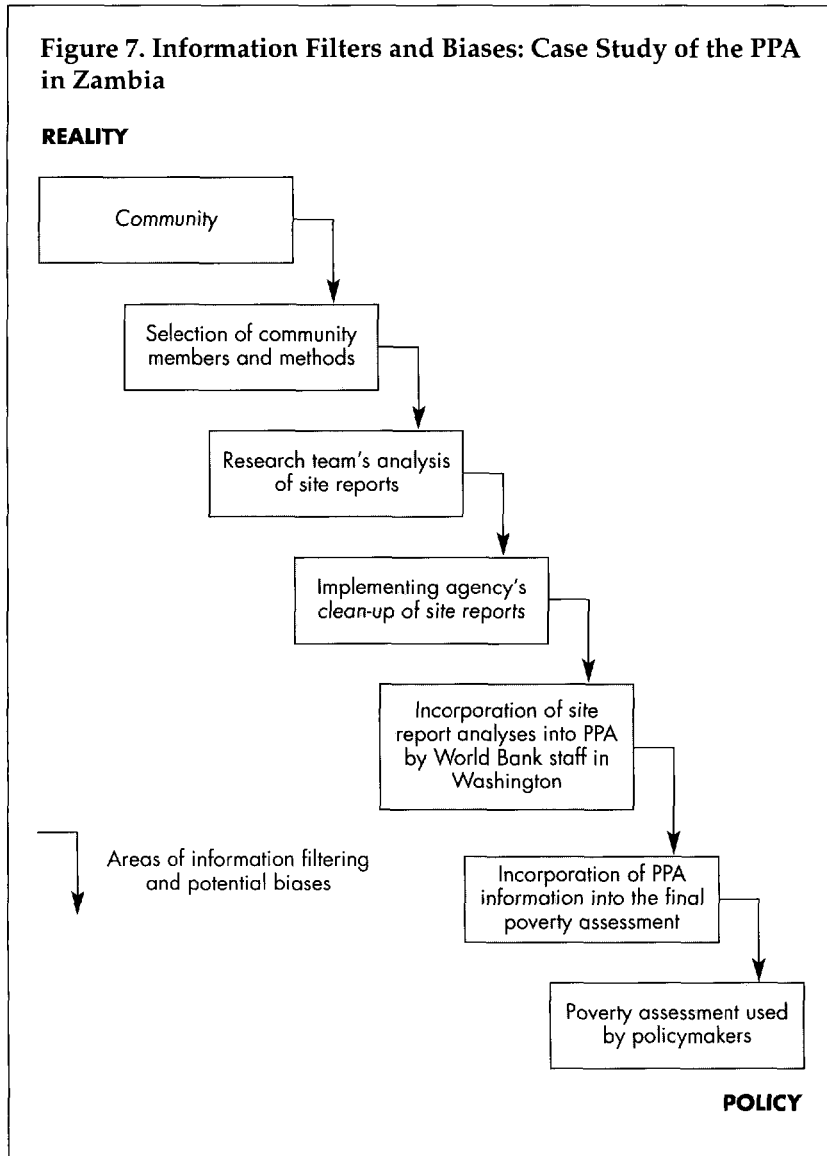 Figure 7. Information Filters and Biases: Case Study of the PPA
in Zambia
REALITY
Community
Selection of community
members and methods
Research team's analysis
of site reports
Implementing agency's
clean-up of site reports
Incorporation of site
report analyses into PPA
by World Bank staff in
Washington
Areas of information filtering
and potential biases
Incorporation of PPA
information into the final
poverty assessment
Poverty assessment used
by policymakers
POLICY